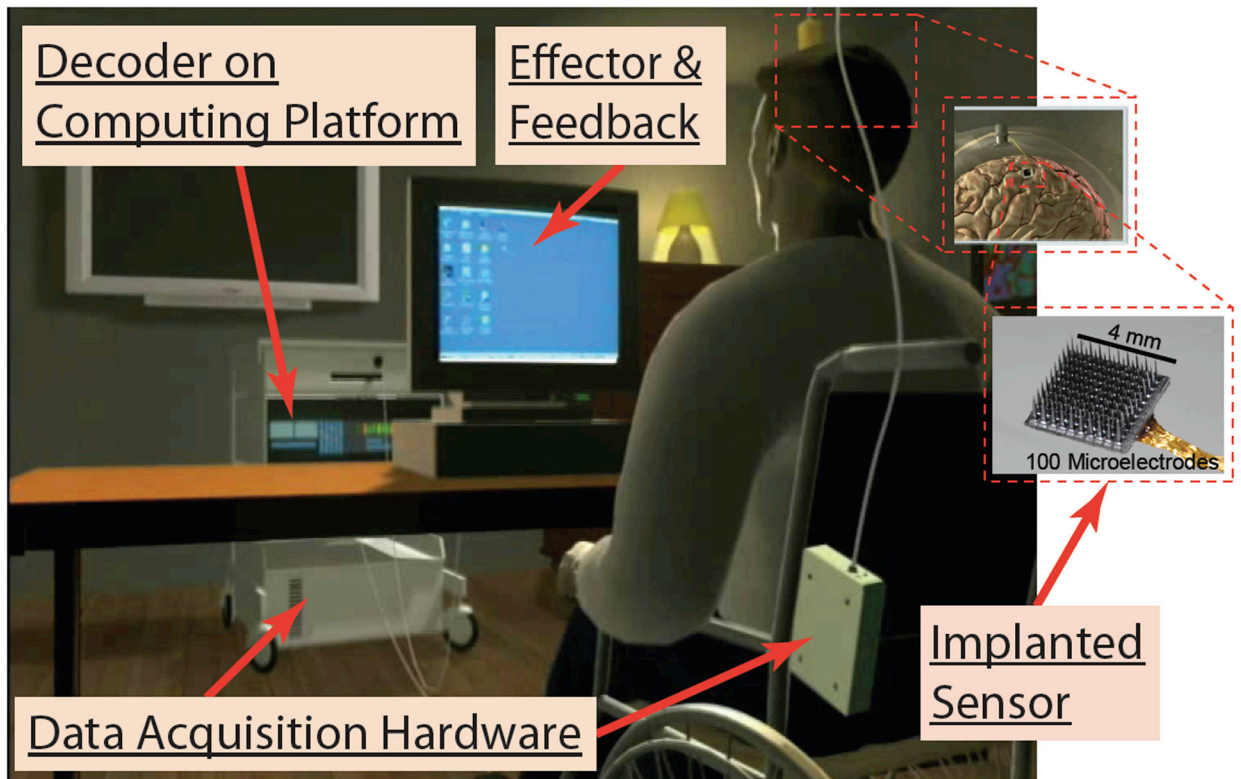 Decoder on
Computing Platform
Effector &
Feedback
4 mm
100 Microelectrodes
Implanted
Sensor
Data Acquisition Hardware